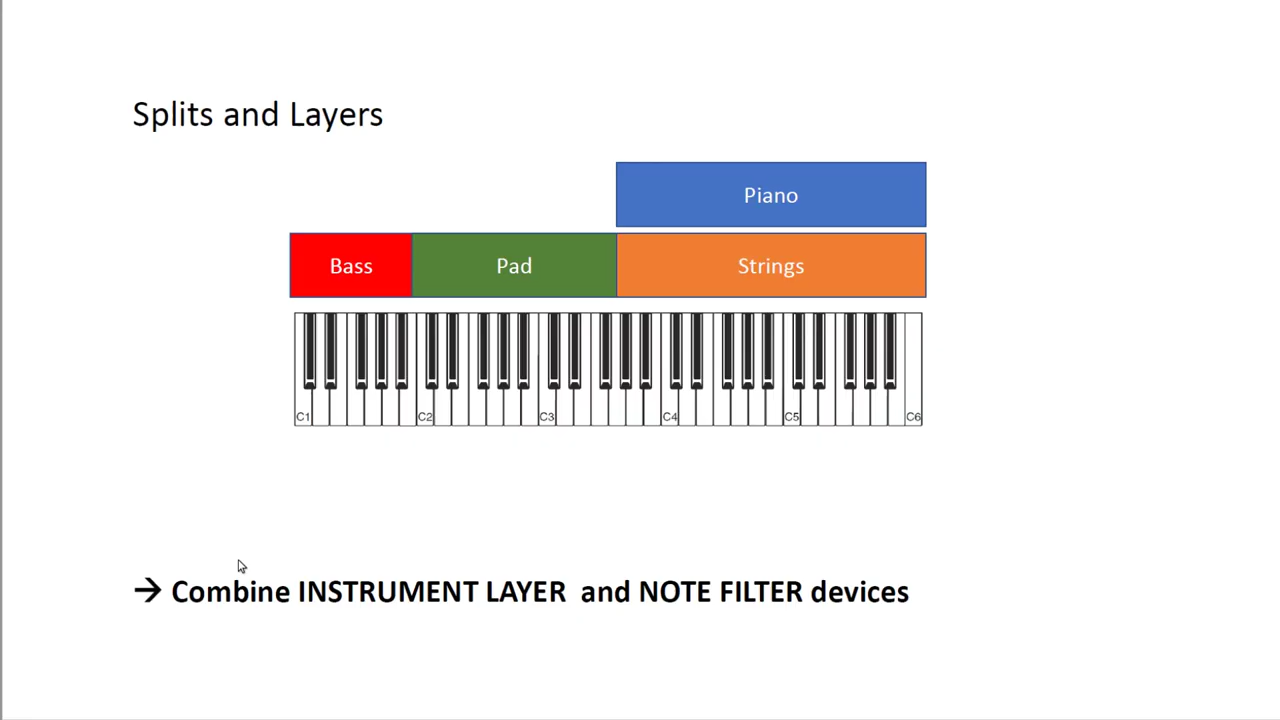 Splits and Layers
Piano
Bass Pad Strings
C1 C2 C3 C4 C5 C6
→ Combine INSTRUMENT LAYER and NOTE FILTER devices